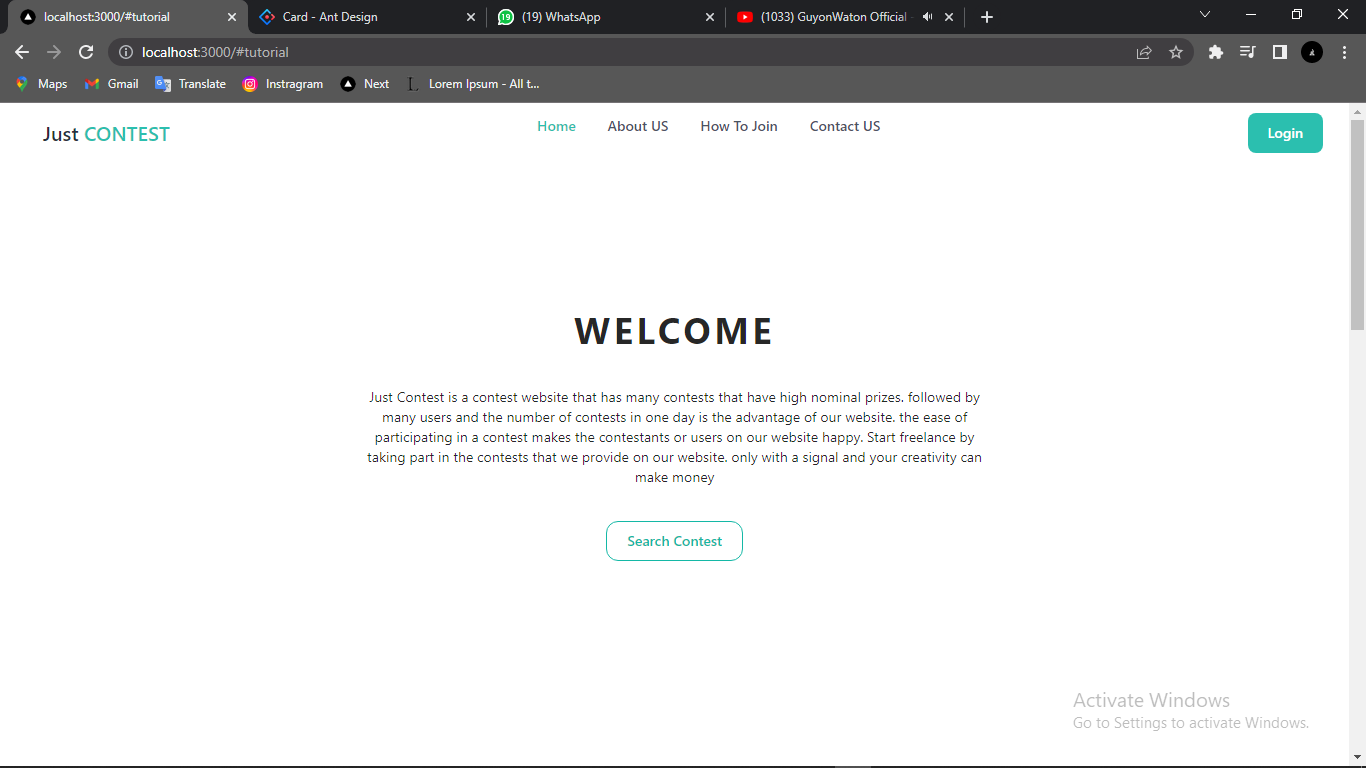 localhost:3000/#tutorial
Card - Ant Design
(19) WhatsApp
(1033) GuyonWaton Official
localhost:3000/#tutorial
Maps
Gmail
Translate
Instragram
Next
Lorem Ipsum - All t...
Just CONTEST
Home
About US
How To Join
Contact US
Login
WELCOME
Just Contest is a contest website that has many contests that have high nominal prizes. followed by
many users and the number of contests in one day is the advantage of our website. the ease of
participating in a contest makes the contestants or users on our website happy. Start freelance by
taking part in the contests that we provide on our website. only with a signal and your creativity can
make money
Search Contest
Activate Windows
Go to Settings to activate Windows.